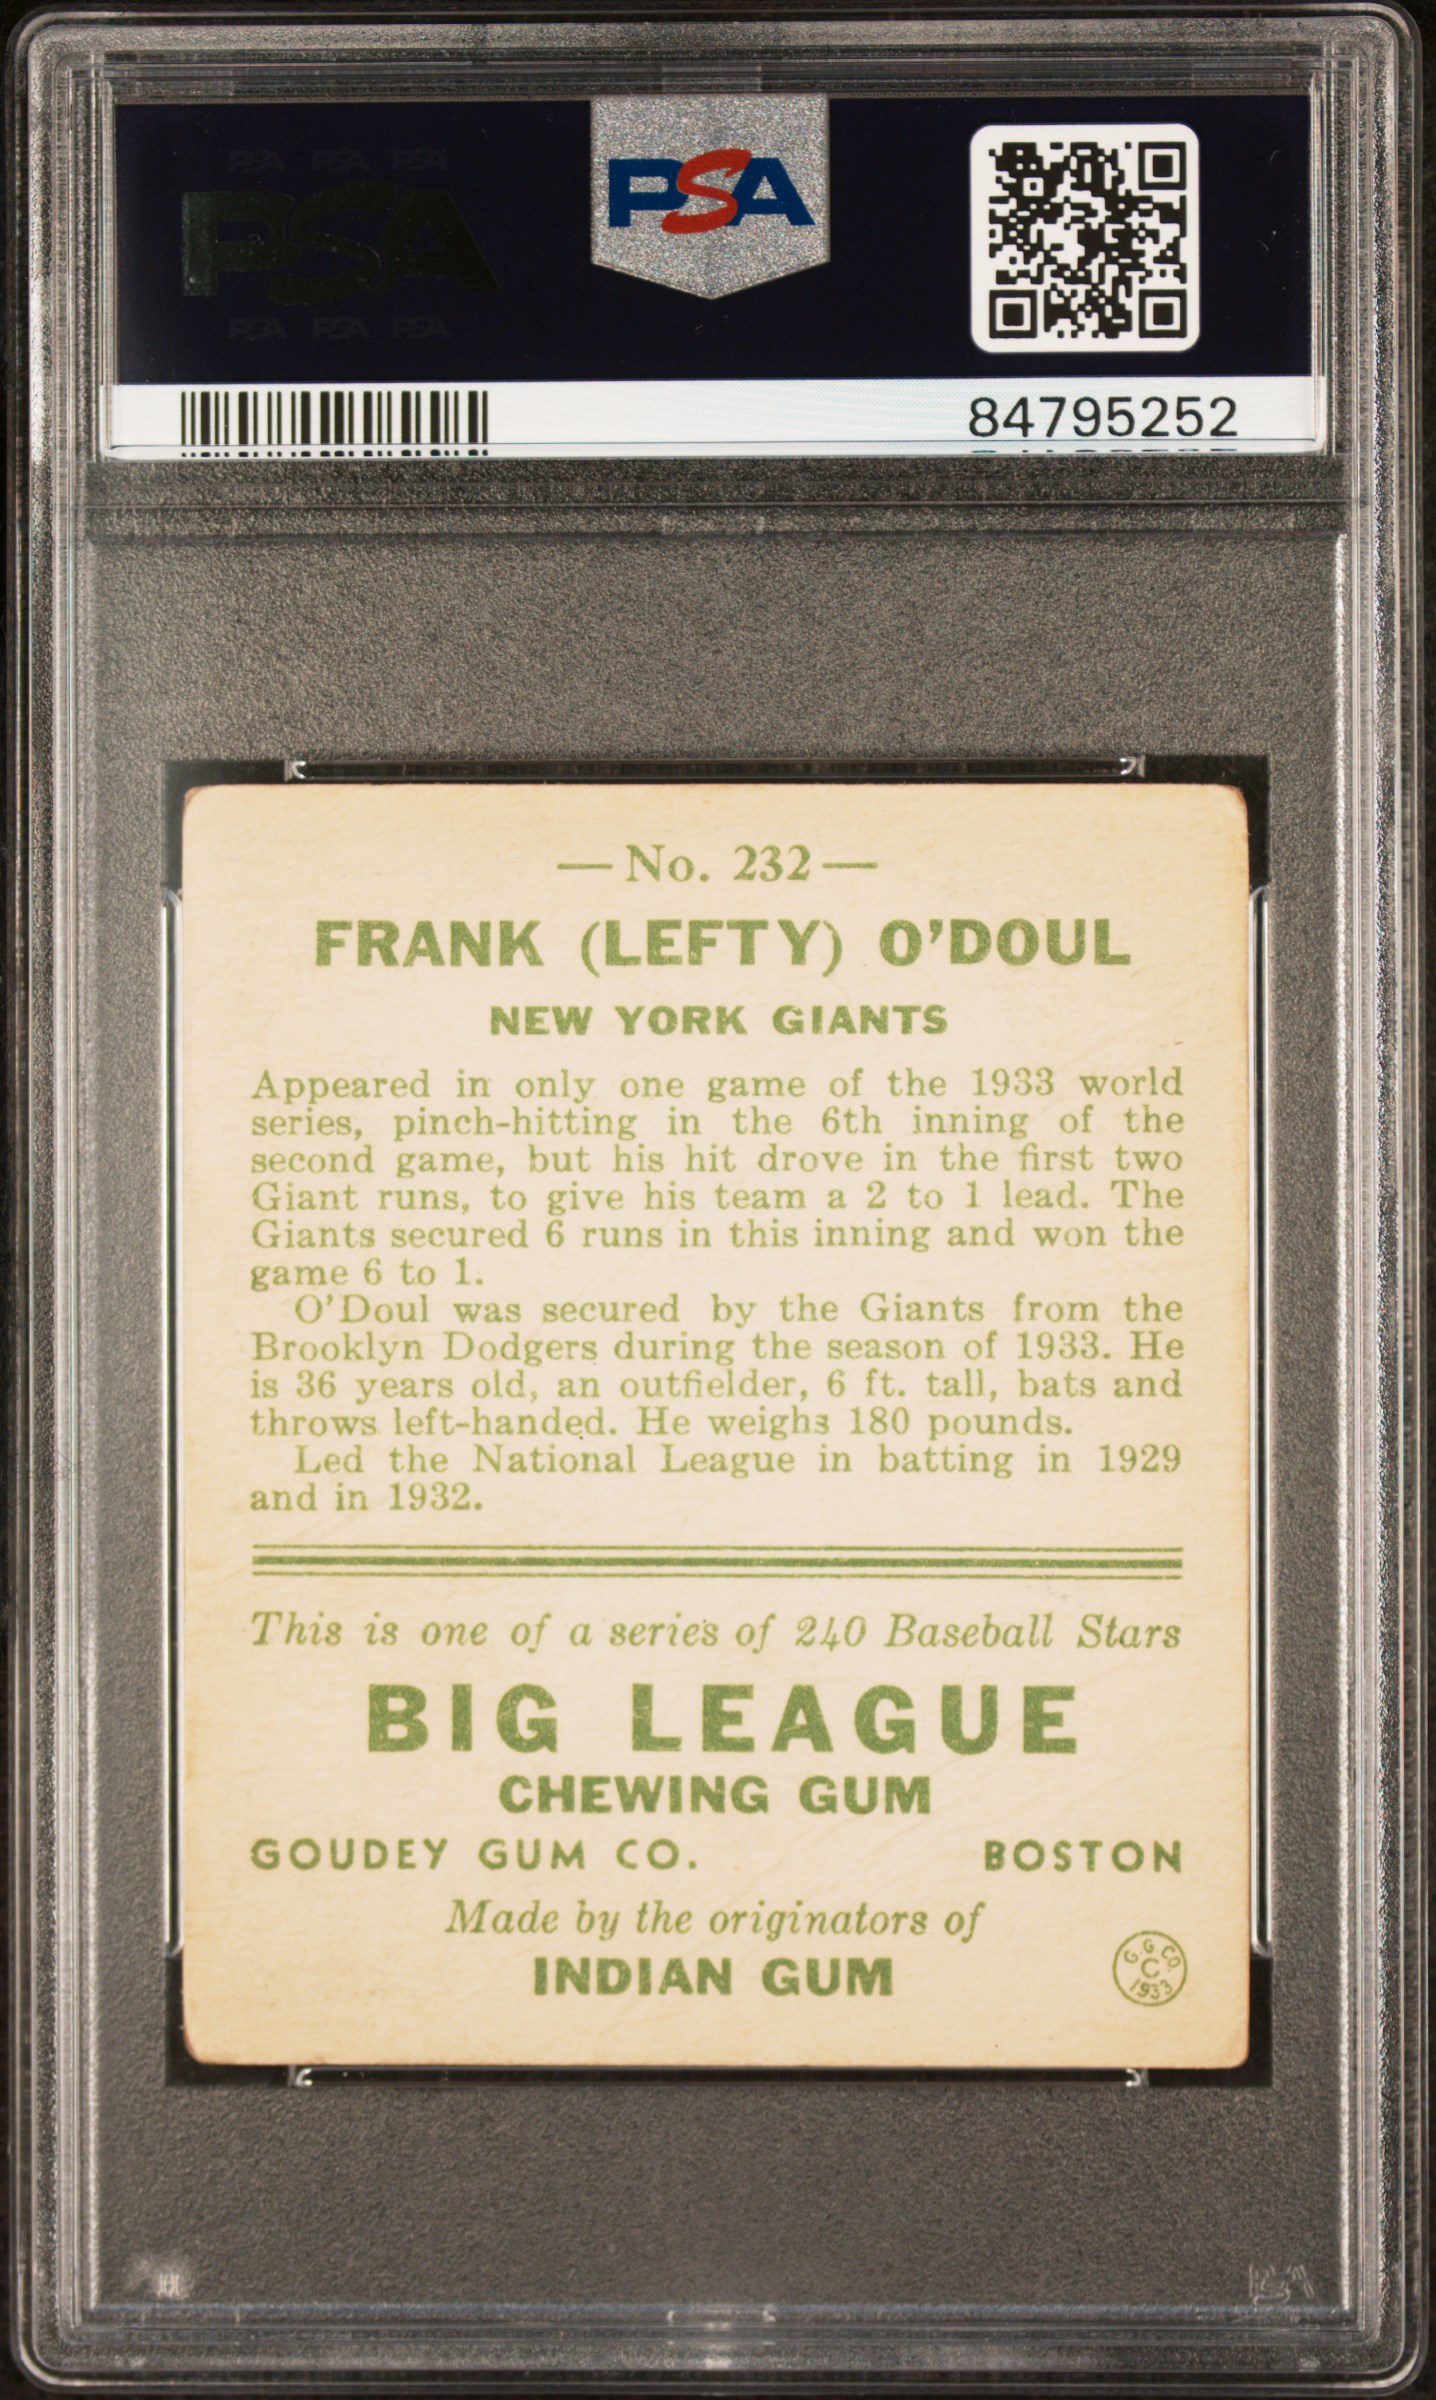 PSA PSA PSA
PSA
PSA PSA PSA
PSA
84795252
— No. 232 —
FRANK (LEFTY) O'DOUL
NEW YORK GIANTS
Appeared in only one game of the 1933 world
series, pinch-hitting in the 6th inning of the
second game, but his hit drove in the first two
Giant runs, to give his team a 2 to 1 lead. The
Giants secured 6 runs in this inning and won the
game 6 to 1.
O'Doul was secured by the Giants from the
Brooklyn Dodgers during the season of 1933. He
is 36 years old, an outfielder, 6 ft. tall, bats and
throws left-handed. He weighs 180 pounds.
Led the National League in batting in 1929
and in 1932.
This is one of a series of 240 Baseball Stars
BIG LEAGUE
CHEWING GUM
GOUDEY GUM CO. BOSTON
Made by the originators of
INDIAN GUM
G. G. CO.
C
1933